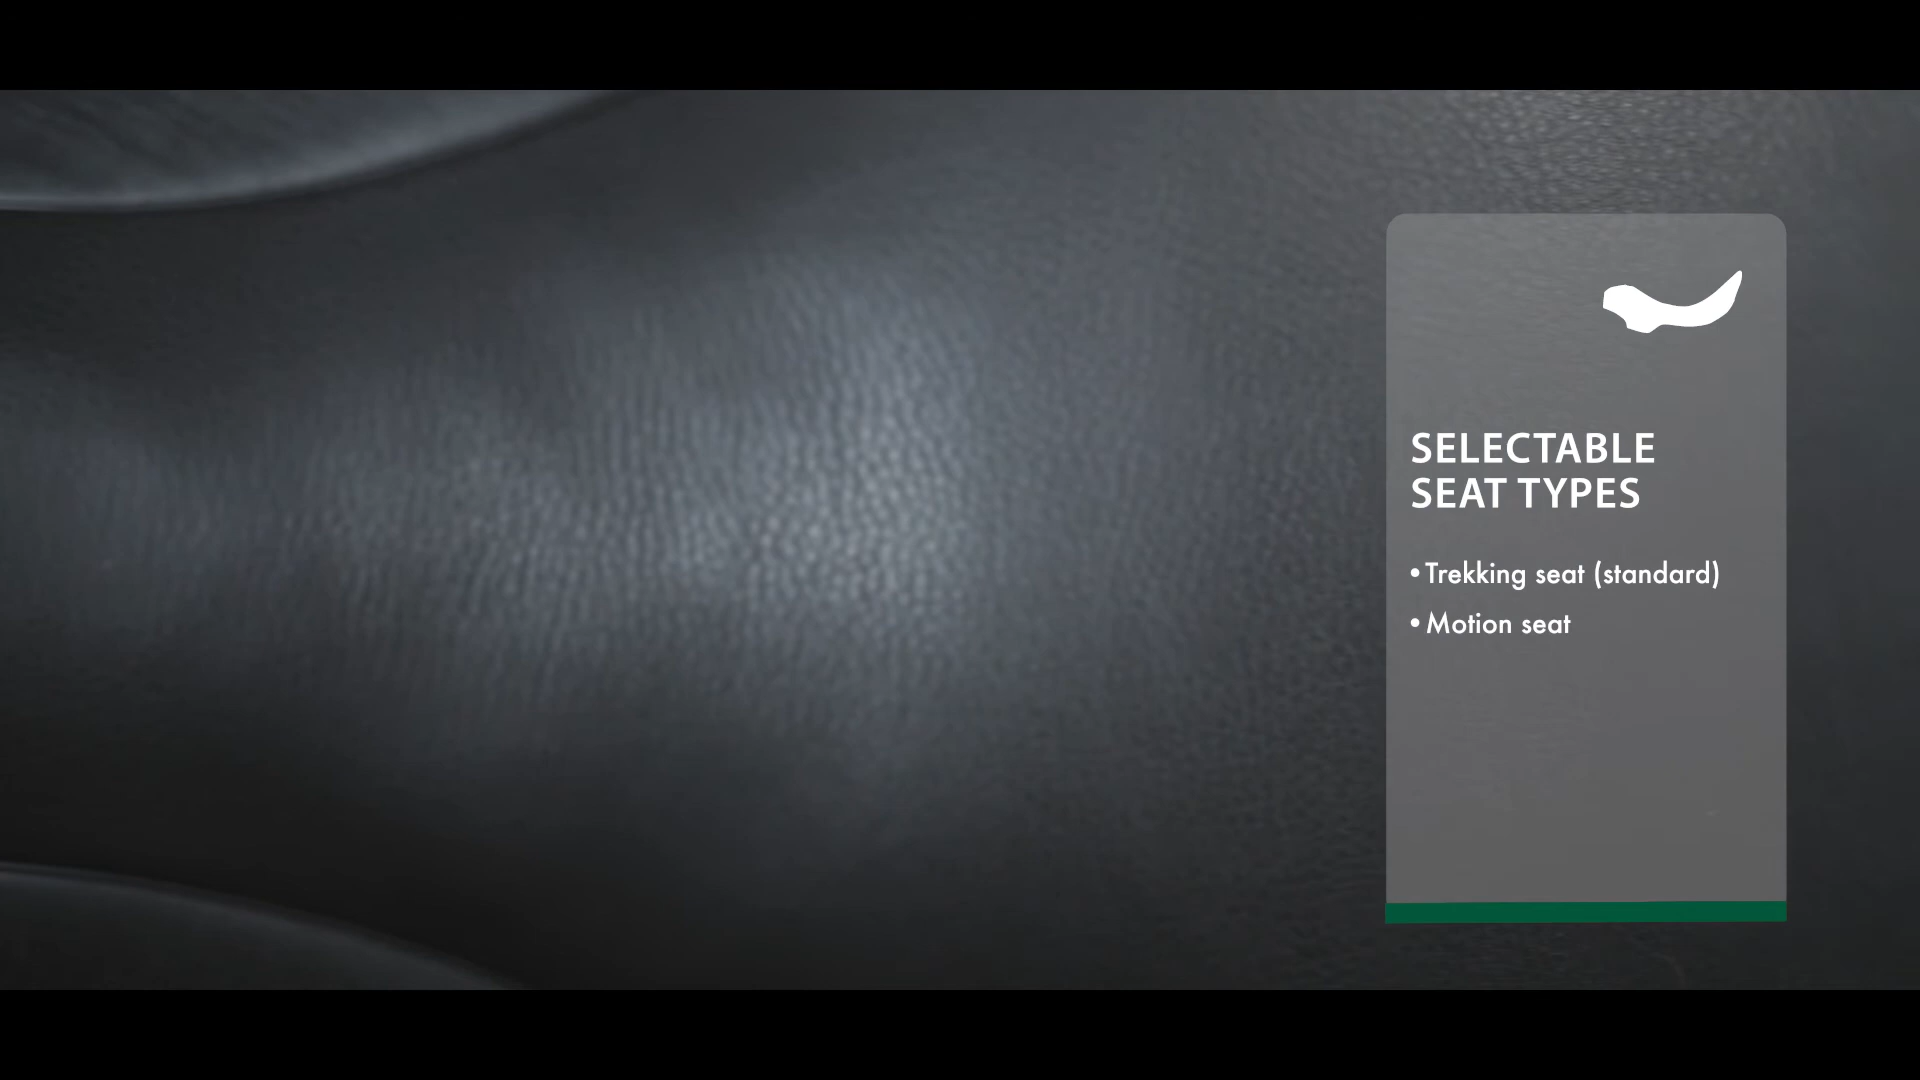 SELECTABLE
SEAT TYPES
• Trekking seat (standard)
• Motion seat